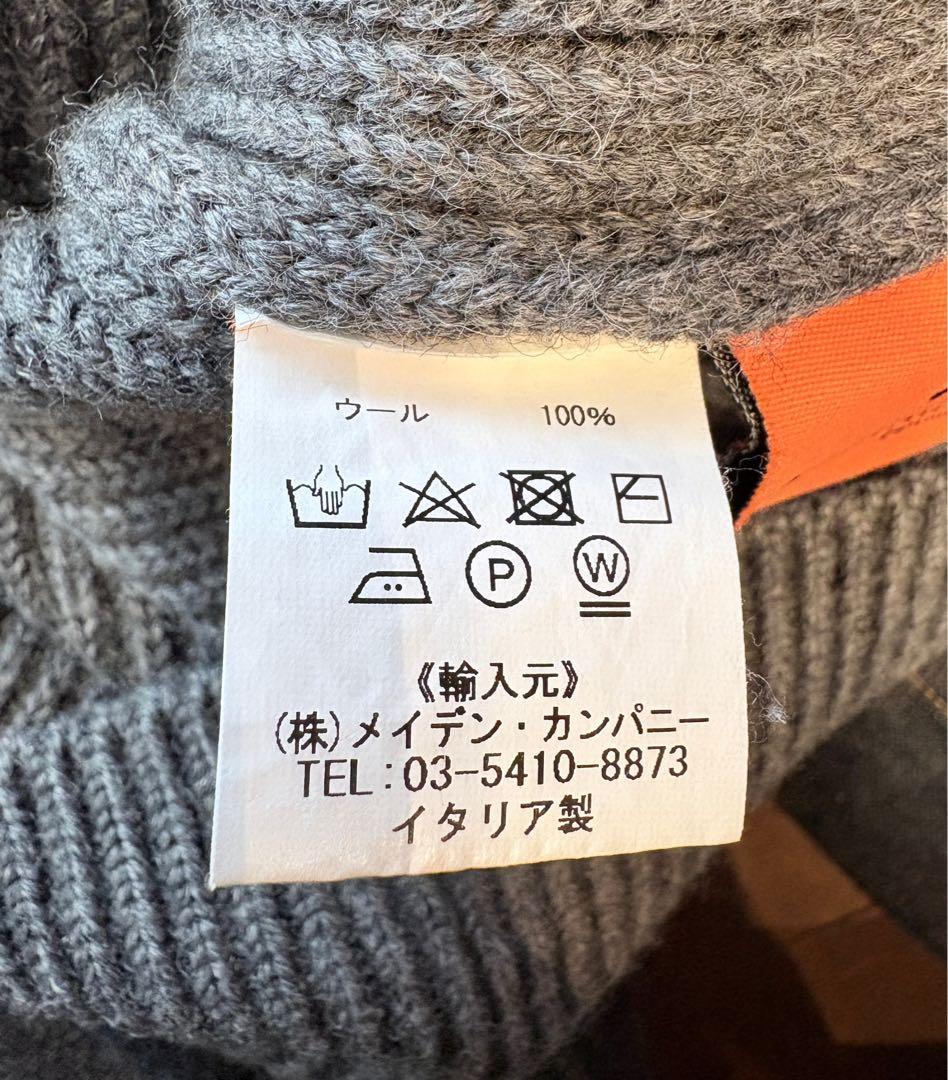 ウール 100%
P W
《輸入元》
(株)メイデン・カンパニー
TEL:03-5410-8873
イタリア製